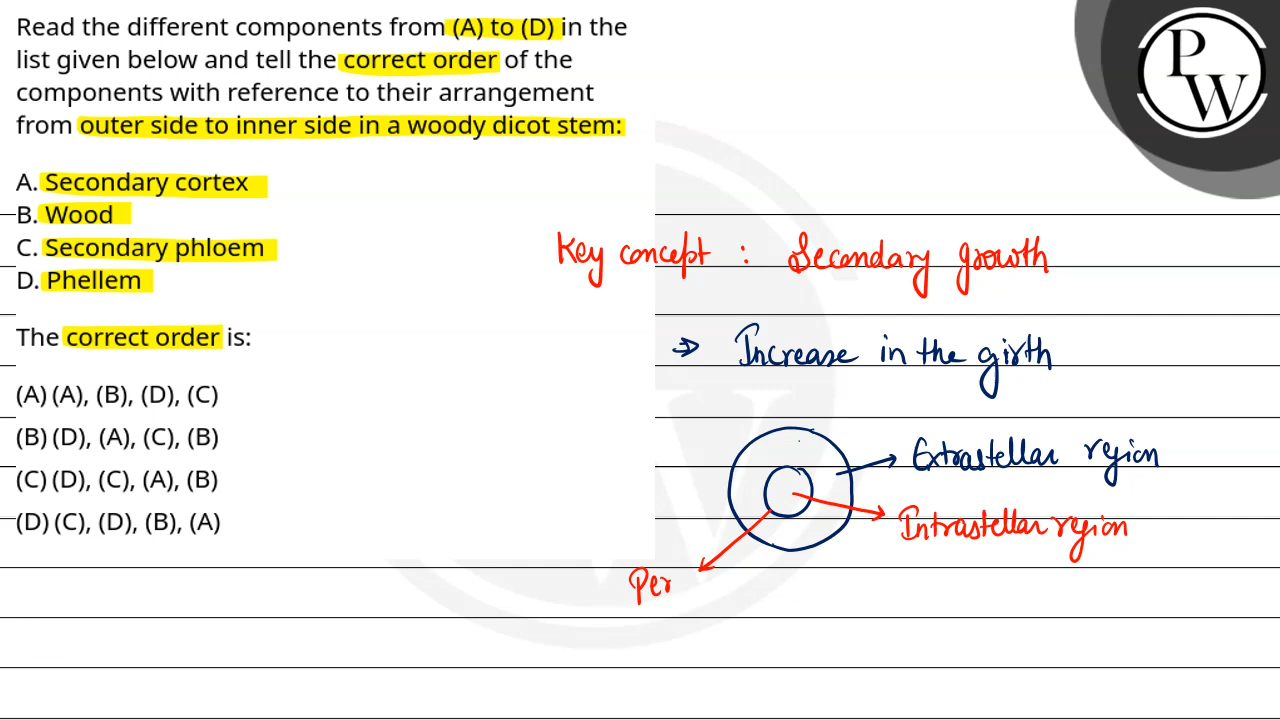 Read the different components from (A) to (D) in the
list given below and tell the correct order of the
components with reference to their arrangement
from outer side to inner side in a woody dicot stem:
A. Secondary cortex
B. Wood
C. Secondary phloem
D. Phellem
The correct order is:
(A) (A), (B), (D), (C)
(B) (D), (A), (C), (B)
(C) (D), (C), (A), (B)
(D) (C), (D), (B), (A)
PW
Key concept : Secondary growth
⇒ Increase in the girth
Extrastellar region
Intrastellar region
Per